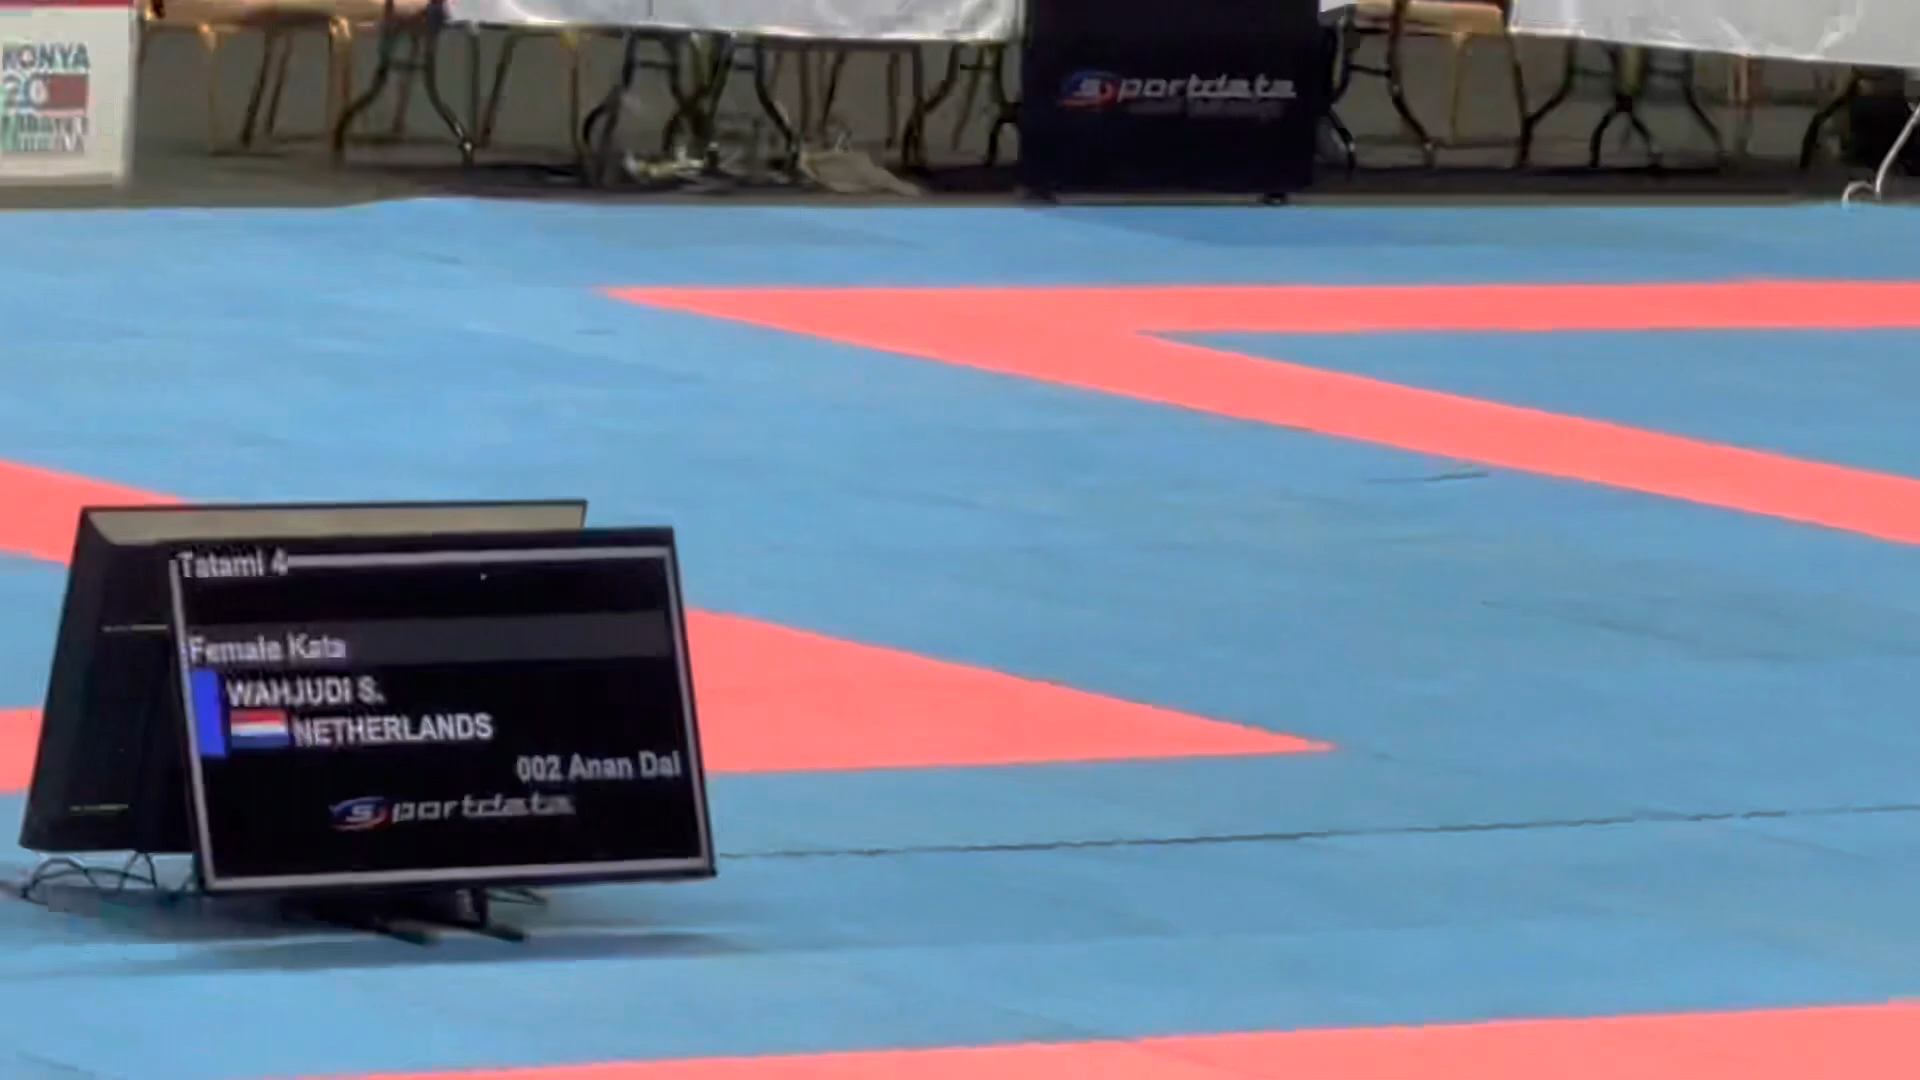 KONYA
sportdata
Tatami 4
Female Kata
WAHJUDI S.
NETHERLANDS
002 Anan Dai
sportdata